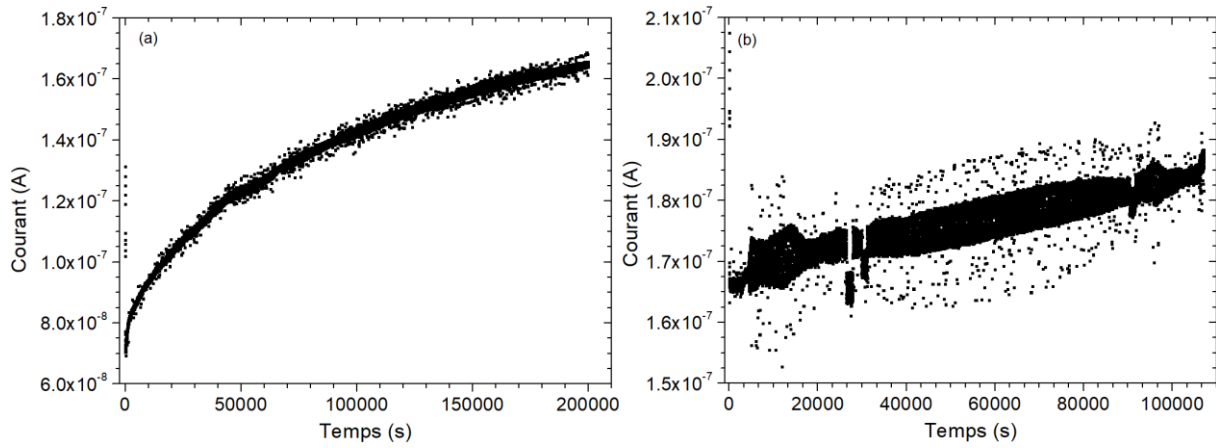 (a)
1.8x10⁻⁷
1.6x10⁻⁷
1.4x10⁻⁷
1.2x10⁻⁷
1.0x10⁻⁷
8.0x10⁻⁸
6.0x10⁻⁸
Courant (A)
0 50000 100000 150000 200000
Temps (s)
(b)
2.1x10⁻⁷
2.0x10⁻⁷
1.9x10⁻⁷
1.8x10⁻⁷
1.7x10⁻⁷
1.6x10⁻⁷
1.5x10⁻⁷
Courant (A)
0 20000 40000 60000 80000 100000
Temps (s)